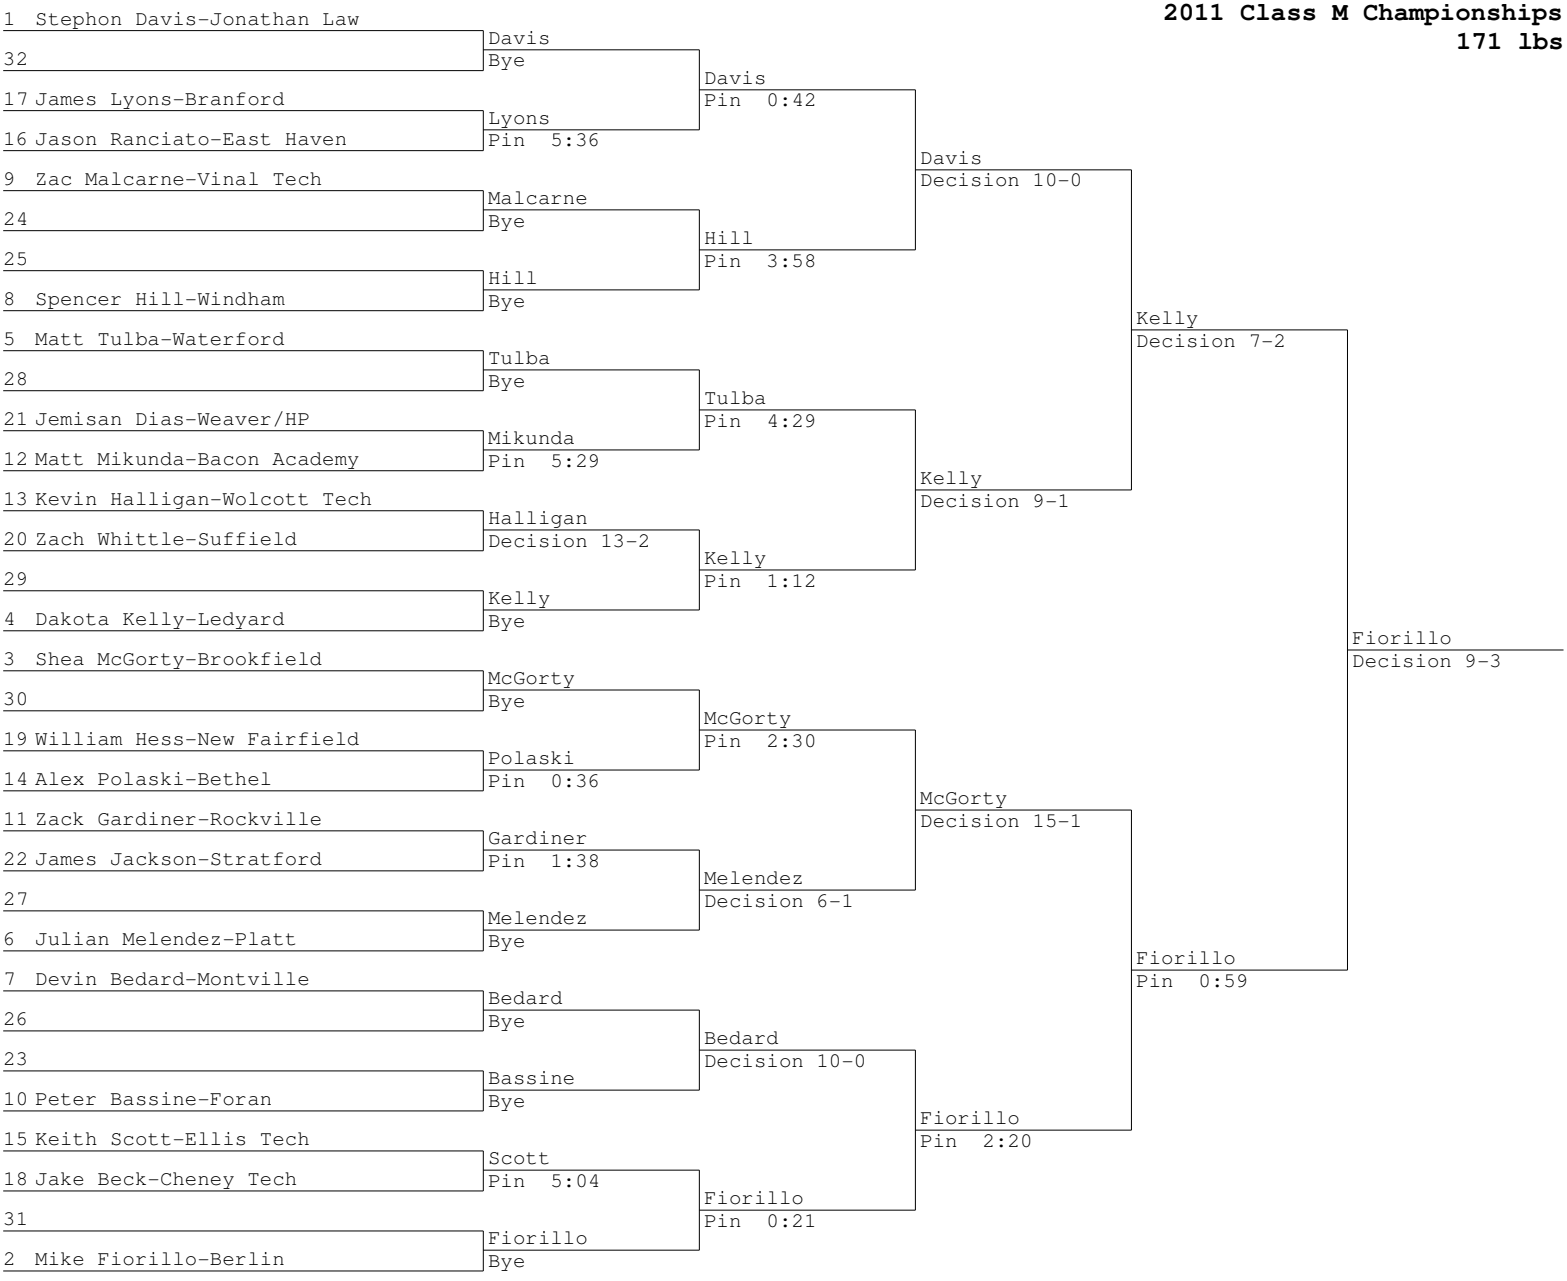 2011 Class M Championships
171 lbs
1 Stephon Davis-Jonathan Law
32
17 James Lyons-Branford
16 Jason Ranciato-East Haven
9 Zac Malcarne-Vinal Tech
24
25
8 Spencer Hill-Windham
5 Matt Tulba-Waterford
28
21 Jemisan Dias-Weaver/HP
12 Matt Mikunda-Bacon Academy
13 Kevin Halligan-Wolcott Tech
20 Zach Whittle-Suffield
29
4 Dakota Kelly-Ledyard
3 Shea McGorty-Brookfield
30
19 William Hess-New Fairfield
14 Alex Polaski-Bethel
11 Zack Gardiner-Rockville
22 James Jackson-Stratford
27
6 Julian Melendez-Platt
7 Devin Bedard-Montville
26
23
10 Peter Bassine-Foran
15 Keith Scott-Ellis Tech
18 Jake Beck-Cheney Tech
31
2 Mike Fiorillo-Berlin
Davis
Bye
Lyons
Pin 5:36
Malcarne
Bye
Hill
Bye
Tulba
Bye
Mikunda
Pin 5:29
Halligan
Decision 13-2
Kelly
Bye
McGorty
Bye
Polaski
Pin 0:36
Gardiner
Pin 1:38
Melendez
Bye
Bedard
Bye
Bassine
Bye
Scott
Pin 5:04
Fiorillo
Bye
Davis
Pin 0:42
Hill
Pin 3:58
Tulba
Pin 4:29
Kelly
Pin 1:12
McGorty
Pin 2:30
Melendez
Decision 6-1
Bedard
Decision 10-0
Fiorillo
Pin 0:21
Davis
Decision 10-0
Kelly
Decision 9-1
McGorty
Decision 15-1
Fiorillo
Pin 2:20
Kelly
Decision 7-2
Fiorillo
Pin 0:59
Fiorillo
Decision 9-3